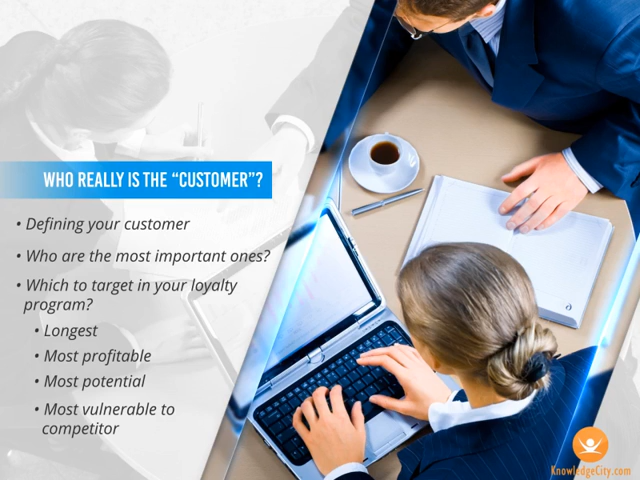 WHO REALLY IS THE “CUSTOMER”?
• Defining your customer
• Who are the most important ones?
• Which to target in your loyalty
program?
• Longest
• Most profitable
• Most potential
• Most vulnerable to
competitor
KnowledgeCity.com